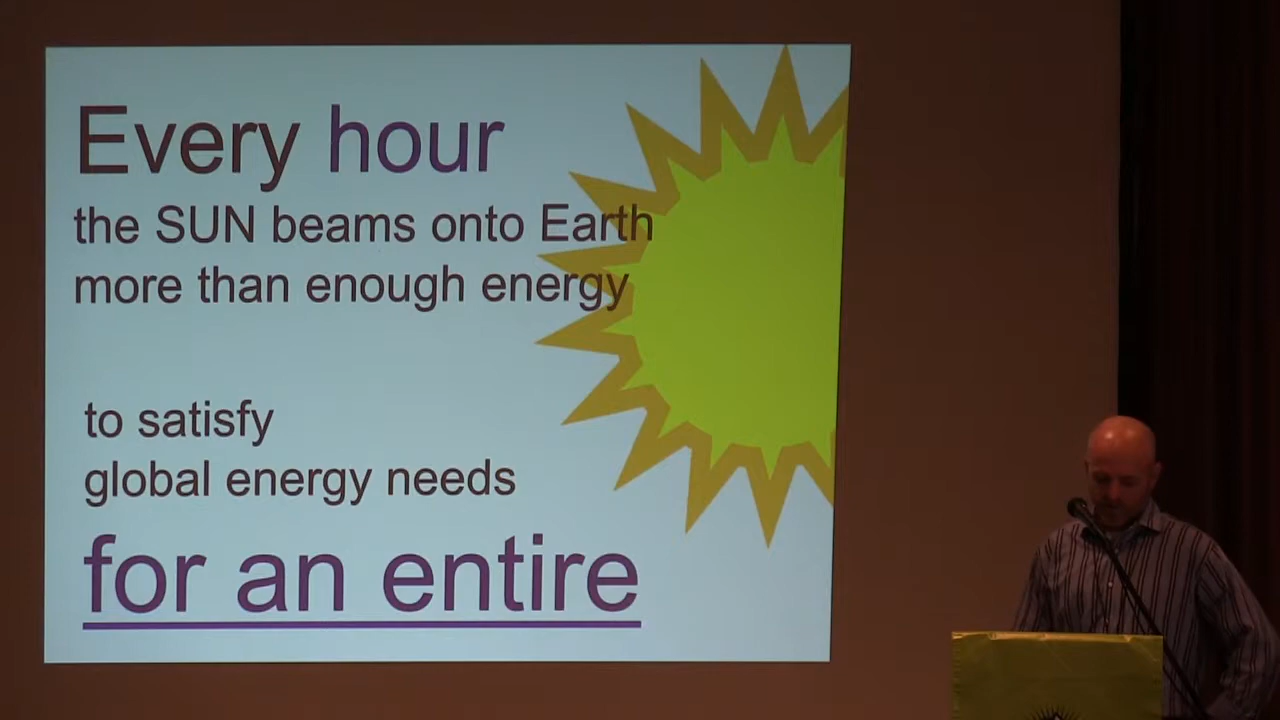 Every hour
the SUN beams onto Earth
more than enough energy
to satisfy
global energy needs
for an entire